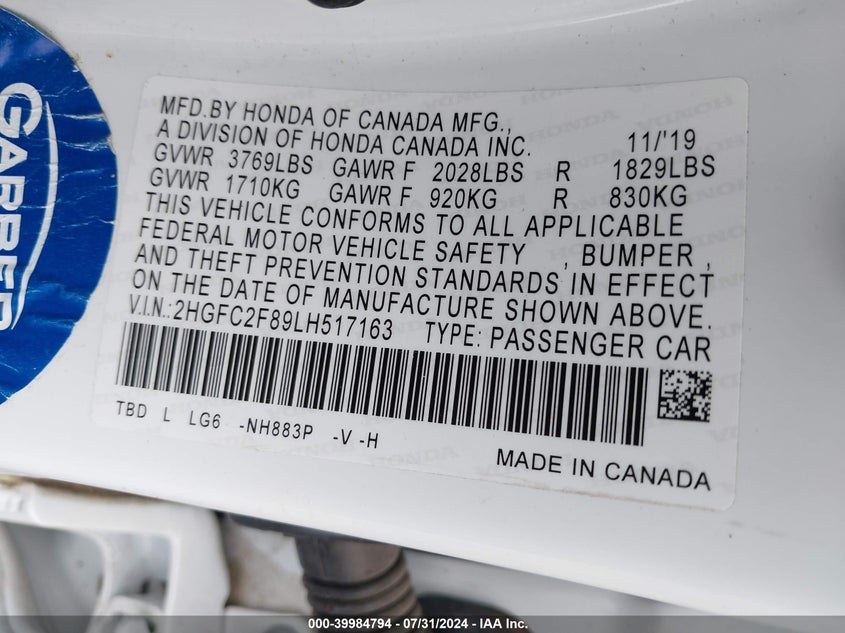 GARBER
MFD.BY HONDA OF CANADA MFG.,
A DIVISION OF HONDA CANADA INC. 11/'19
GVWR 3769LBS GAWR F 2028LBS R 1829LBS
GVWR 1710KG GAWR F 920KG R 830KG
THIS VEHICLE CONFORMS TO ALL APPLICABLE
FEDERAL MOTOR VEHICLE SAFETY , BUMPER ,
AND THEFT PREVENTION STANDARDS IN EFFECT
ON THE DATE OF MANUFACTURE SHOWN ABOVE.
V.I.N.:2HGFC2F89LH517163 TYPE: PASSENGER CAR
TBD L LG6 -NH883P -V -H
MADE IN CANADA
000-39984794 / 07/31/2024 - IAA Inc.